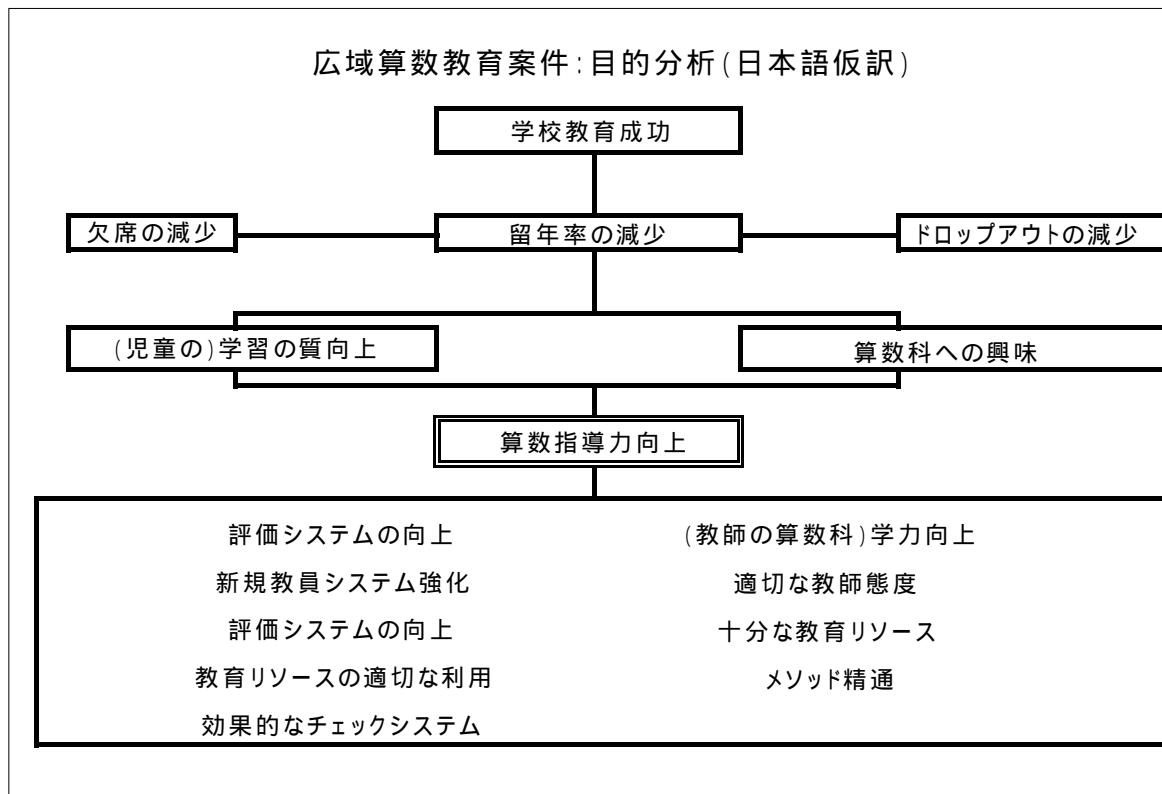 広域算数教育案件:目的分析(日本語仮訳)
学校教育成功
欠席の減少
留年率の減少
ドロップアウトの減少
(児童の)学習の質向上
算数科への興味
算数指導力向上
評価システムの向上
(教師の算数科)学力向上
新規教員システム強化
適切な教師態度
評価システムの向上
十分な教育リソース
教育リソースの適切な利用
メソッド精通
効果的なチェックシステム